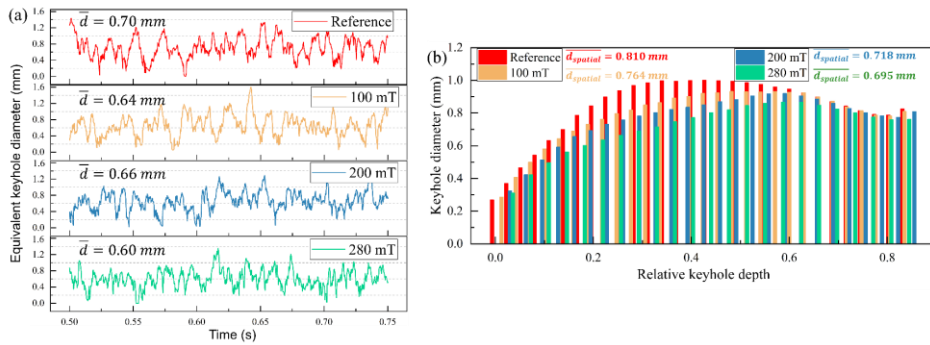 (a)
d̅ = 0.70 mm
Reference
d̅ = 0.64 mm
100 mT
d̅ = 0.66 mm
200 mT
d̅ = 0.60 mm
280 mT
Equivalent keyhole diameter (mm)
1.6
1.2
0.8
0.4
0.0
1.6
1.2
0.8
0.4
0.0
1.6
1.2
0.8
0.4
0.0
1.6
1.2
0.8
0.4
0.0
0.50 0.55 0.60 0.65 0.70 0.75
Time (s)
(b)
Reference d_spatial = 0.810 mm
100 mT d_spatial = 0.764 mm
200 mT d_spatial = 0.718 mm
280 mT d_spatial = 0.695mm
Keyhole diameter (mm)
1.2
1.0
0.8
0.6
0.4
0.2
0.0
0.0 0.2 0.4 0.6 0.8
Relative keyhole depth